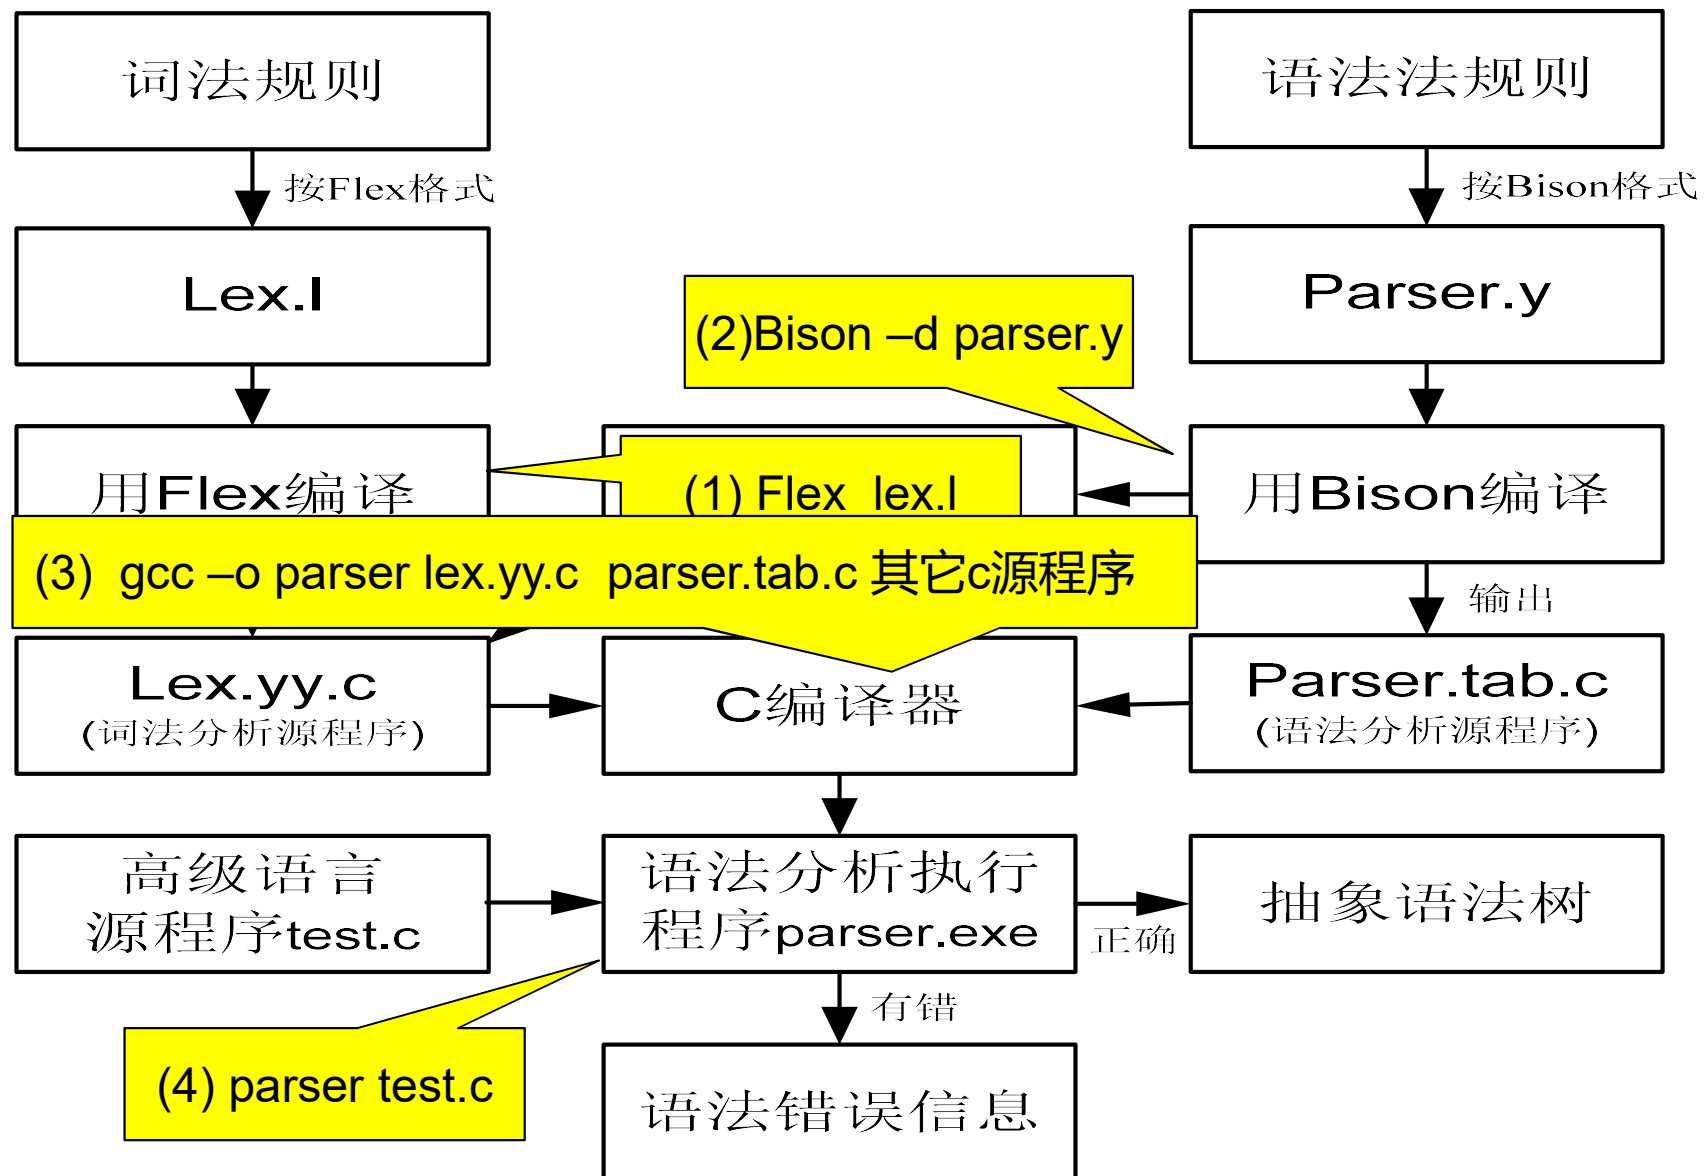 词法规则
语法法规则
按Flex格式
按Bison格式
Lex.l
Parser.y
(2)Bison –d parser.y
用Flex编译
(1) Flex  lex.l
用Bison编译
(3)  gcc –o parser lex.yy.c  parser.tab.c 其它c源程序
输出
Lex.yy.c
(词法分析源程序)
C编译器
Parser.tab.c
(语法分析源程序)
高级语言
源程序test.c
语法分析执行
程序parser.exe
正确
抽象语法树
有错
(4) parser test.c
语法错误信息